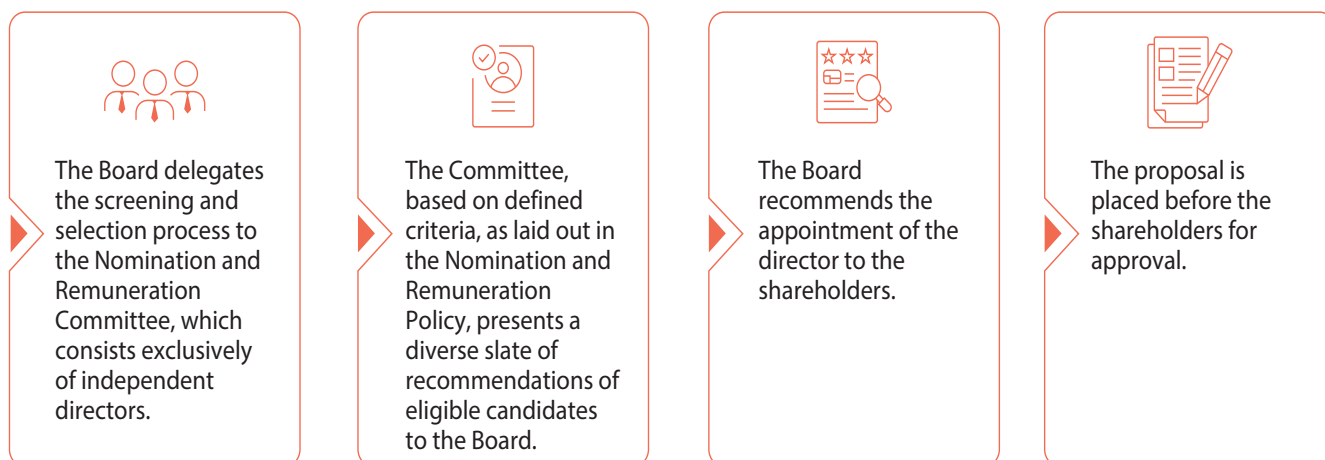 The Board delegates
the screening and
selection process to
the Nomination and
Remuneration
Committee, which
consists exclusively
of independent
directors.
The Committee,
based on defined
criteria, as laid out in
the Nomination and
Remuneration
Policy, presents a
diverse slate of
recommendations of
eligible candidates
to the Board.
The Board
recommends the
appointment of the
director to the
shareholders.
The proposal is
placed before the
shareholders for
approval.